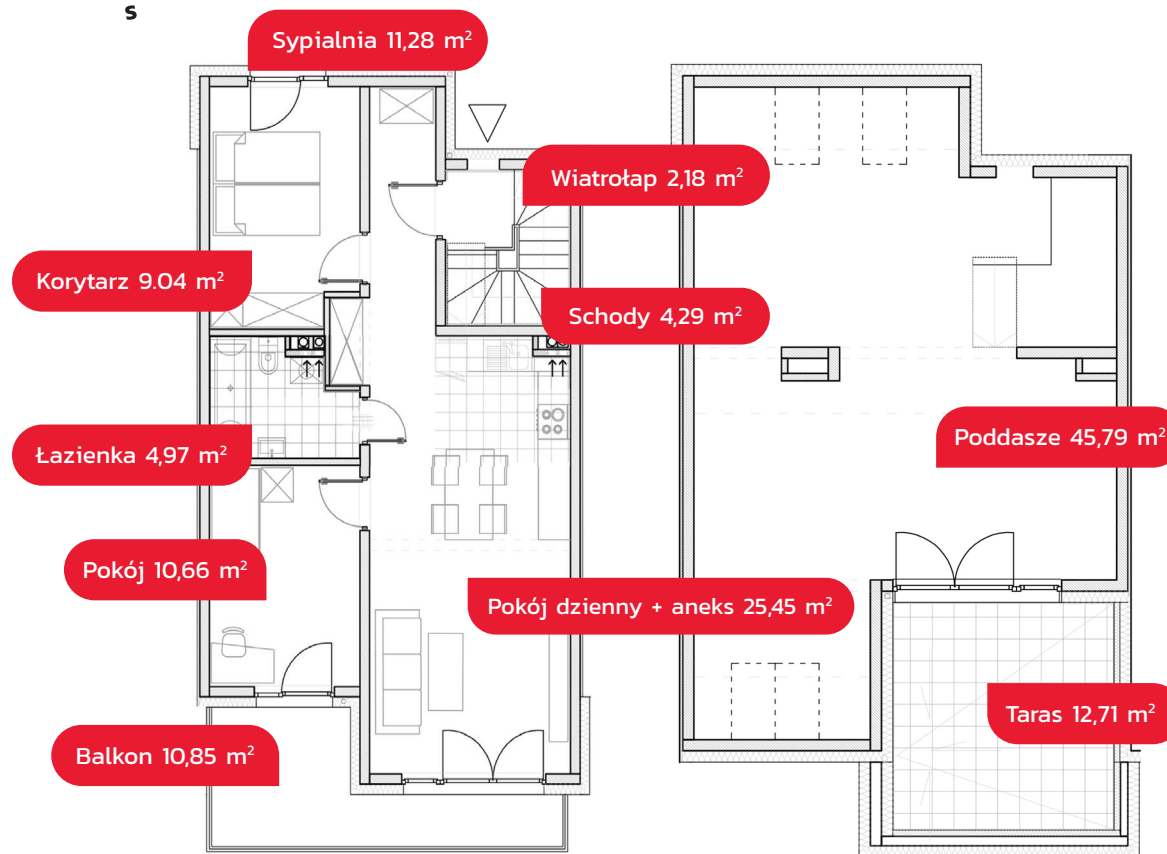 s
Sypialnia 11,28 m²
Wiatrołap 2,18 m²
Korytarz 9.04 m²
Schody 4,29 m²
Łazienka 4,97 m²
Poddasze 45,79 m²
Pokój 10,66 m²
Pokój dzienny + aneks 25,45 m²
Taras 12,71 m²
Balkon 10,85 m²